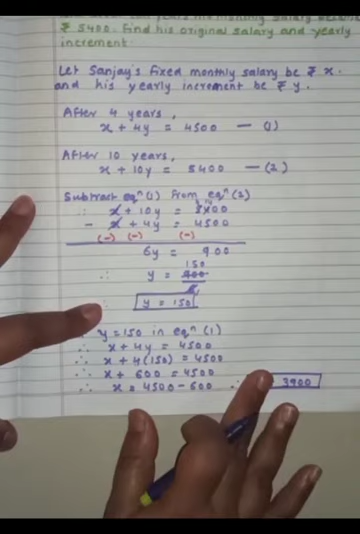 ₹ 5400. Find his original salary and yearly
increment.
Let Sanjay's fixed monthly salary be ₹ x.
and his yearly increment be ₹ y.
After 4 years,
x + 4y = 4500 — (1)
After 10 years,
x + 10y = 5400 — (2)
Subtract eqⁿ(1) from eqⁿ(2)
∴ x + 10y = 5400
- x + 4y = 4500
(-) (-) (-)
6y = 900
150
∴ y = 900
6
∴ y = 150
y = 150 in eqⁿ (1)
∴ x + 4y = 4500
∴ x + 4(150) = 4500
∴ x + 600 = 4500
∴ x = 4500 - 600 ∴ = 3900